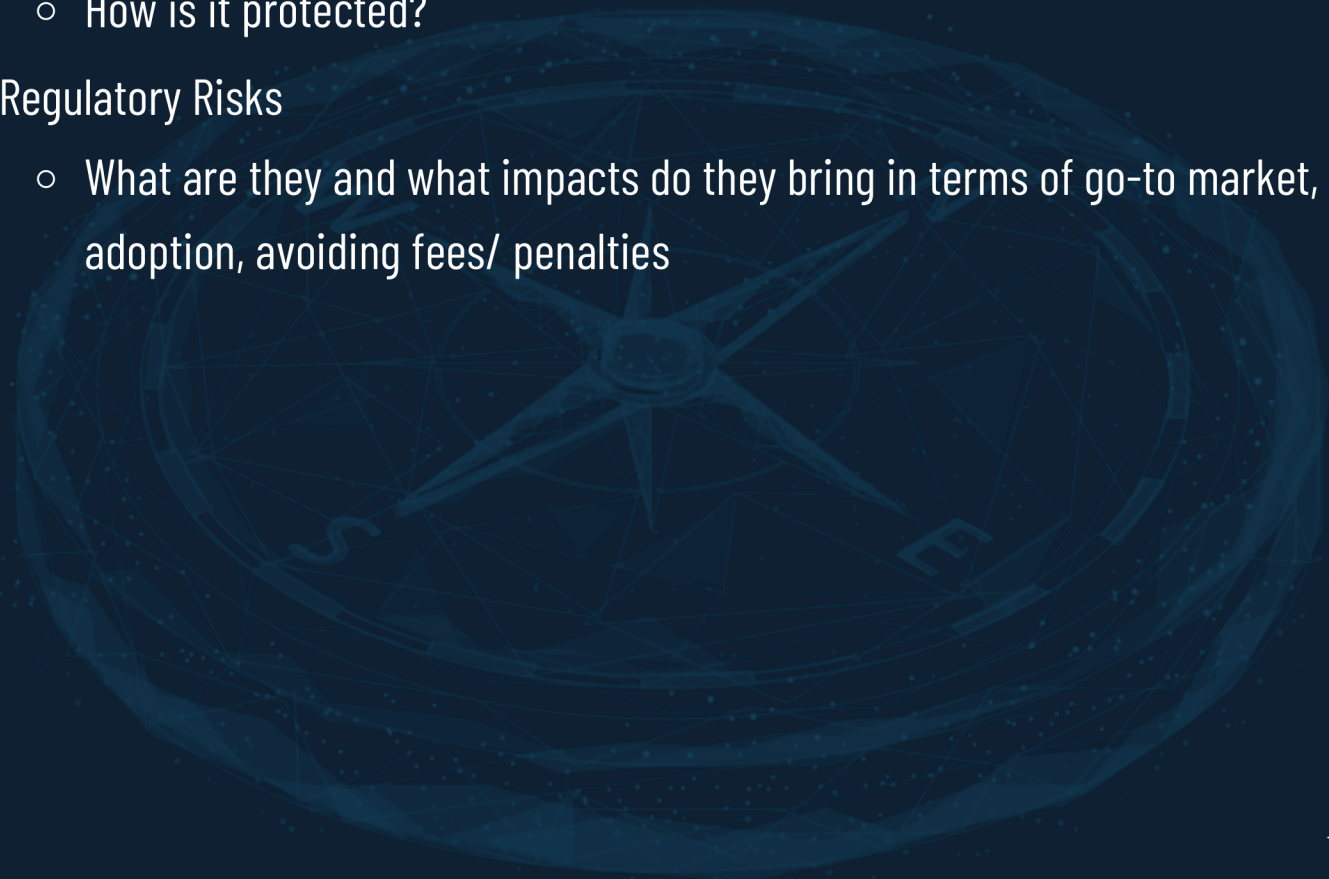 ○ How is it protected?
Regulatory Risks
○ What are they and what impacts do they bring in terms of go-to market,
adoption, avoiding fees/ penalties
N
S
E